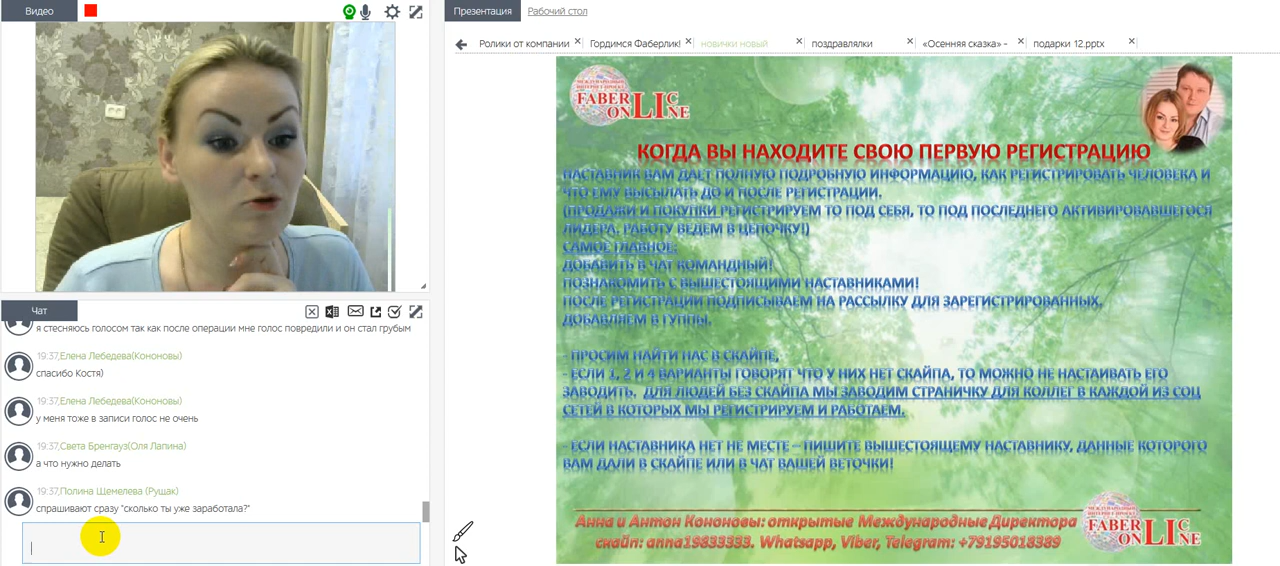 Видео
Презентация
Рабочий стол
Ролики от компании
Гордимся Фаберлик!
новички новый
поздравлялки
«Осенняя сказка» -
подарки 12.pptx
МЕЖДУНАРОДНЫЙ
ИНТЕРНЕТ-ПРОЕКТ
FABERLIC
ONLINE
КОГДА ВЫ НАХОДИТЕ СВОЮ ПЕРВУЮ РЕГИСТРАЦИЮ
НАСТАВНИК ВАМ ДАЕТ ПОЛНУЮ ПОДРОБНУЮ ИНФОРМАЦИЮ, КАК РЕГИСТРИРОВАТЬ ЧЕЛОВЕКА И
ЧТО ЕМУ ВЫСЫЛАТЬ ДО И ПОСЛЕ РЕГИСТРАЦИИ.
(ПРОДАЖИ И ПОКУПКИ РЕГИСТРИРУЕМ ТО ПОД СЕБЯ, ТО ПОД ПОСЛЕДНЕГО АКТИВИРОВАВШЕГОСЯ
ЛИДЕРА. РАБОТУ ВЕДЕМ В ЦЕПОЧКУ!)
САМОЕ ГЛАВНОЕ:
ДОБАВИТЬ В ЧАТ КОМАНДНЫЙ!
ПОЗНАКОМИТЬ С ВЫШЕСТОЯЩИМИ НАСТАВНИКАМИ!
ПОСЛЕ РЕГИСТРАЦИИ ПОДПИСЫВАЕМ НА РАССЫЛКУ ДЛЯ ЗАРЕГИСТРИРОВАННЫХ,
ДОБАВЛЯЕМ В ГУППЫ.
- ПРОСИМ НАЙТИ НАС В СКАЙПЕ,
- ЕСЛИ 1, 2 И 4 ВАРИАНТЫ ГОВОРЯТ ЧТО У НИХ НЕТ СКАЙПА, ТО МОЖНО НЕ НАСТАИВАТЬ ЕГО
ЗАВОДИТЬ. ДЛЯ ЛЮДЕЙ БЕЗ СКАЙПА МЫ ЗАВОДИМ СТРАНИЧКУ ДЛЯ КОЛЛЕГ В КАЖДОЙ ИЗ СОЦ
СЕТЕЙ В КОТОРЫХ МЫ РЕГИСТРИРУЕМ И РАБОТАЕМ.
- ЕСЛИ НАСТАВНИКА НЕТ НЕ МЕСТЕ – ПИШИТЕ ВЫШЕСТОЯЩЕМУ НАСТАВНИКУ, ДАННЫЕ КОТОРОГО
ВАМ ДАЛИ В СКАЙПЕ ИЛИ В ЧАТ ВАШЕЙ ВЕТОЧКИ!
Анна и Антон Кононовы: открытые Международные Директора
скайп: anna19833333. Whatsapp, Viber, Telegram: +79195018389
FABERLIC
ONLINE
Чат
я стесняюсь голосом так как после операции мне голос повредили и он стал грубым
19:37, Елена Лебедева(Кононовы)
спасибо Костя)
19:37, Елена Лебедева(Кононовы)
у меня тоже в записи голос не очень
19:37, Света Бренгауз(Оля Лапина)
а что нужно делать
19:37, Полина Щемелева (Рущак)
спрашивают сразу "сколько ты уже заработала?"